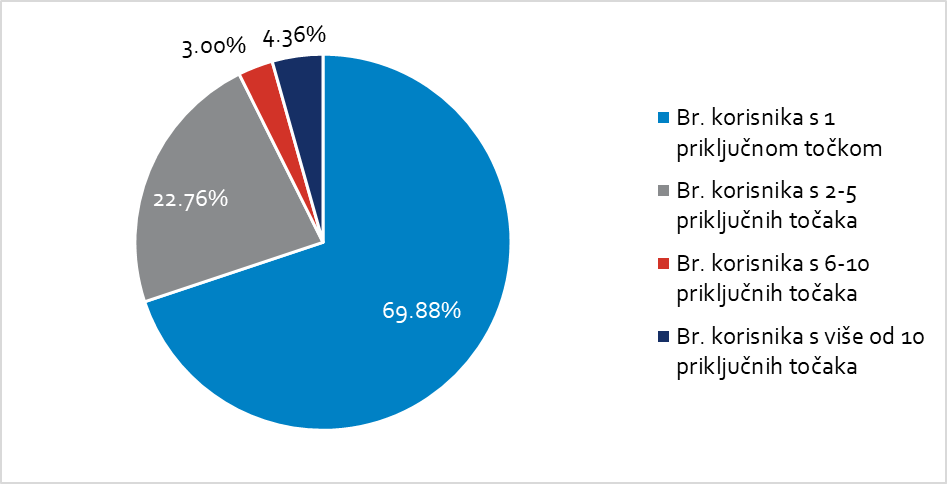 3.00%
4.36%
22.76%
69.88%
Br. korisnika s 1
priključnom točkom
Br. korisnika s 2-5
priključnih točaka
Br. korisnika s 6-10
priključnih točaka
Br. korisnika s više od 10
priključnih točaka